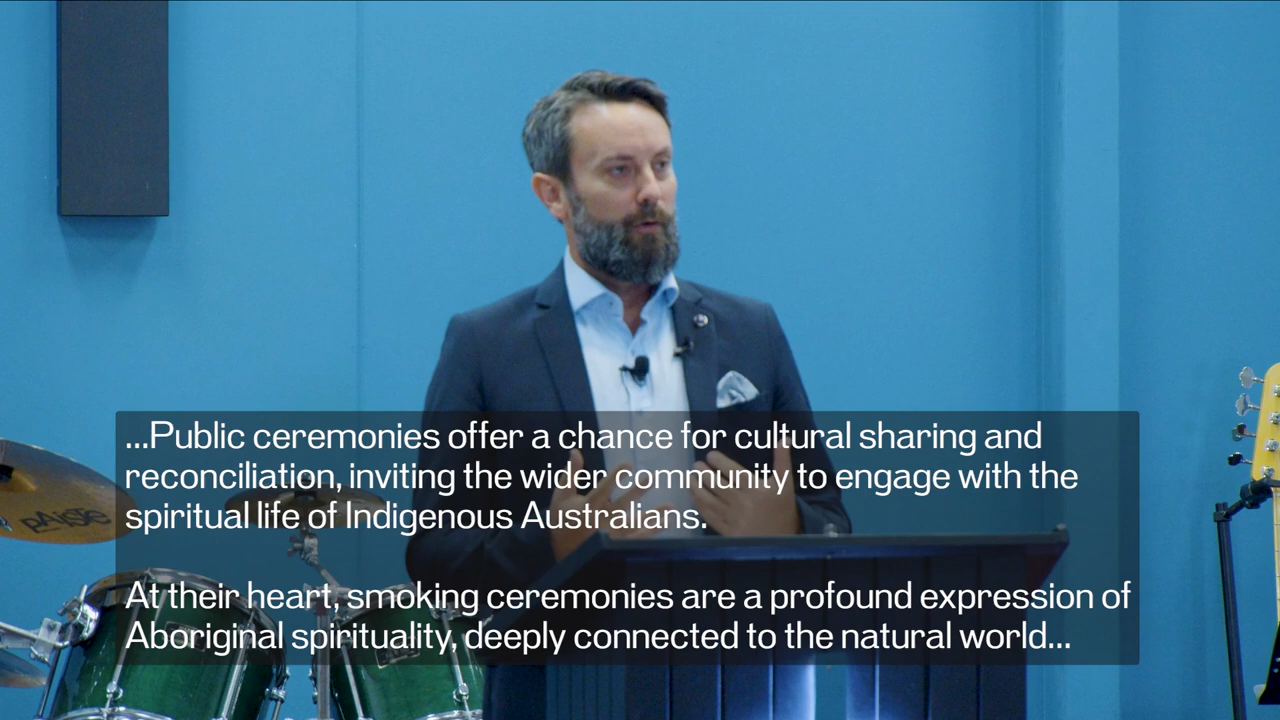 ...Public ceremonies offer a chance for cultural sharing and
reconciliation, inviting the wider community to engage with the
spiritual life of Indigenous Australians.
At their heart, smoking ceremonies are a profound expression of
Aboriginal spirituality, deeply connected to the natural world...
PAISTE